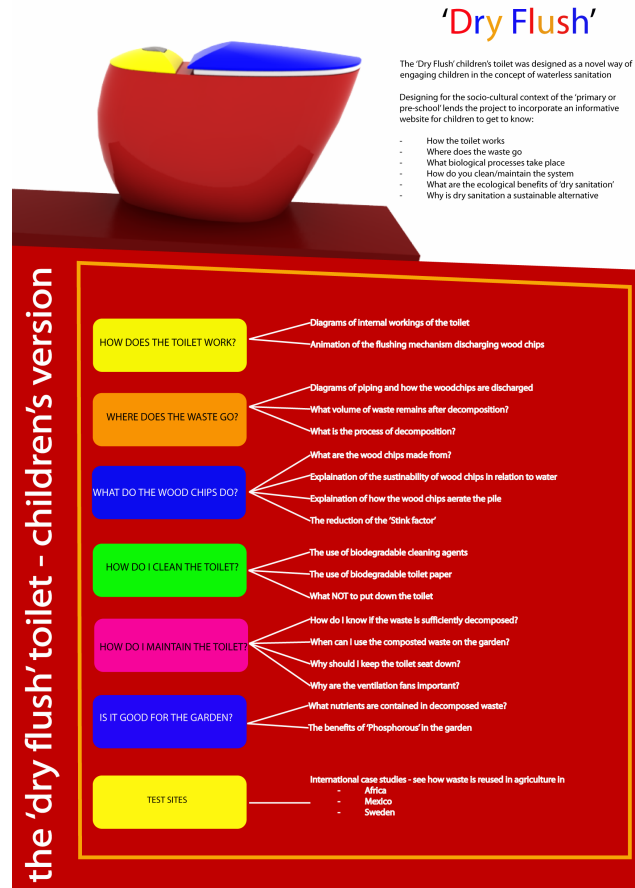 'Dry Flush'
The 'Dry Flush' children's toilet was designed as a novel way of
engaging children in the concept of waterless sanitation
Designing for the socio-cultural context of the 'primary or
pre-school' lends the project to incorporate an informative
website for children to get to know:
- How the toilet works
- Where does the waste go
- What biological processes take place
- How do you clean/maintain the system
- What are the ecological benefits of 'dry sanitation'
- Why is dry sanitation a sustainable alternative
the 'dry flush' toilet - children's version
HOW DOES THE TOILET WORK?
Diagrams of internal workings of the toilet
Animation of the flushing mechanism discharging wood chips
WHERE DOES THE WASTE GO?
Diagrams of piping and how the woodchips are discharged
What volume of waste remains after decomposition?
What is the process of decomposition?
WHAT DO THE WOOD CHIPS DO?
What are the wood chips made from?
Explaination of the sustinability of wood chips in relation to water
Explaination of how the wood chips aerate the pile
The reduction of the 'Stink factor'
HOW DO I CLEAN THE TOILET?
The use of biodegradable cleaning agents
The use of biodegradable toilet paper
What NOT to put down the toilet
HOW DO I MAINTAIN THE TOILET?
How do I know if the waste is sufficiently decomposed?
When can I use the composted waste on the garden?
Why should I keep the toilet seat down?
Why are the ventilation fans important?
IS IT GOOD FOR THE GARDEN?
What nutrients are contained in decomposed waste?
The benefits of 'Phosphorous' in the garden
TEST SITES
International case studies - see how waste is reused in agriculture in
- Africa
- Mexico
- Sweden